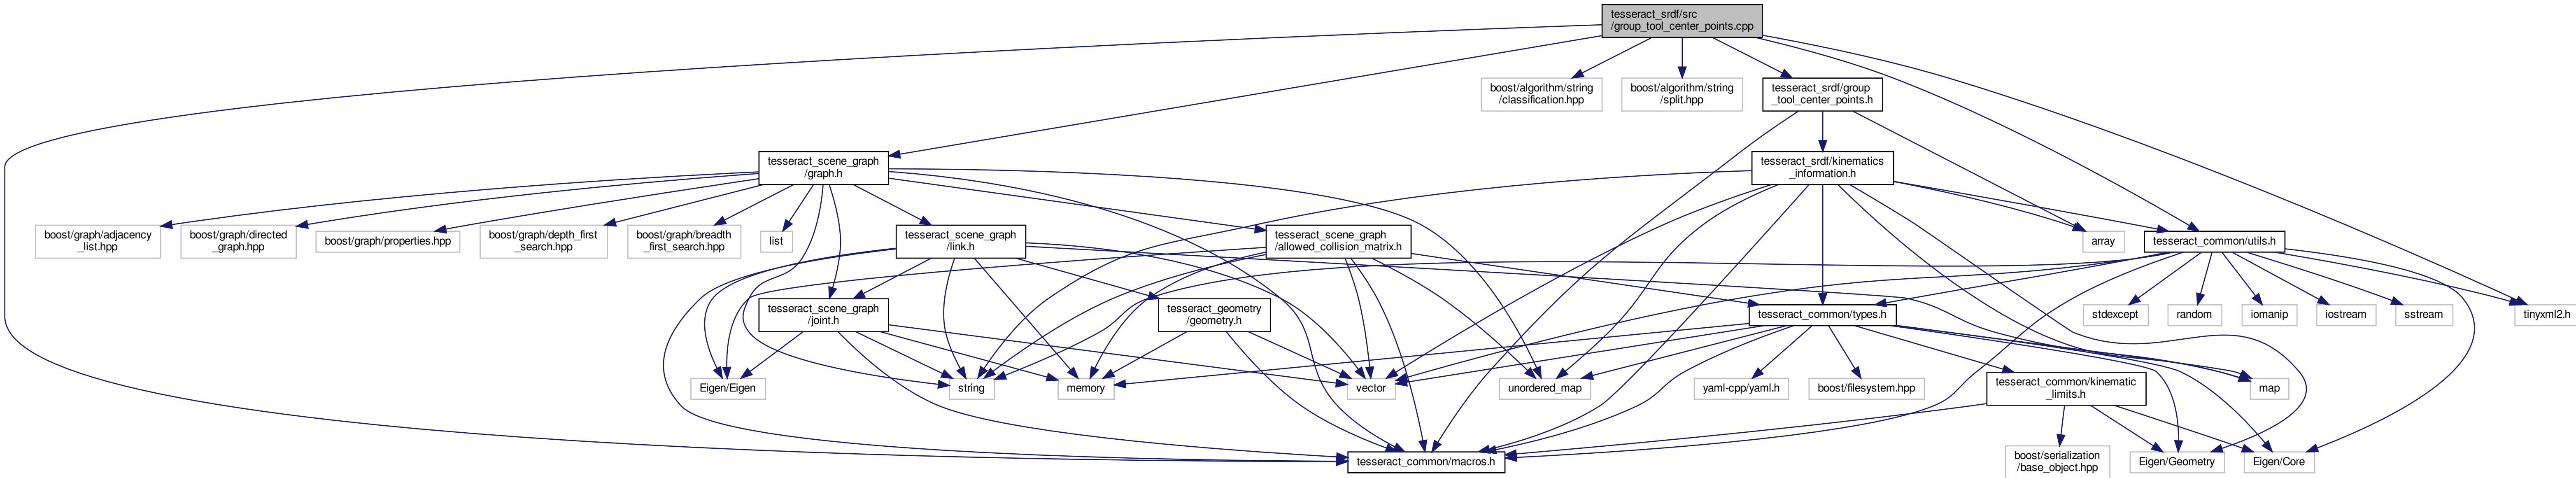 tesseract_srdf/src
/group_tool_center_points.cpp
boost/algorithm/string
/classification.hpp
boost/algorithm/string
/split.hpp
tesseract_srdf/group
_tool_center_points.h
tesseract_scene_graph
/graph.h
tesseract_srdf/kinematics
_information.h
boost/graph/adjacency
_list.hpp
boost/graph/directed
_graph.hpp
boost/graph/properties.hpp
boost/graph/depth_first
_search.hpp
boost/graph/breadth
_first_search.hpp
list
tesseract_scene_graph
/link.h
tesseract_scene_graph
/allowed_collision_matrix.h
array
tesseract_common/utils.h
tesseract_scene_graph
/joint.h
tesseract_geometry
/geometry.h
tesseract_common/types.h
stdexcept
random
iomanip
iostream
sstream
tinyxml2.h
Eigen/Eigen
string
memory
vector
unordered_map
yaml-cpp/yaml.h
boost/filesystem.hpp
tesseract_common/kinematic
_limits.h
map
tesseract_common/macros.h
boost/serialization
/base_object.hpp
Eigen/Geometry
Eigen/Core